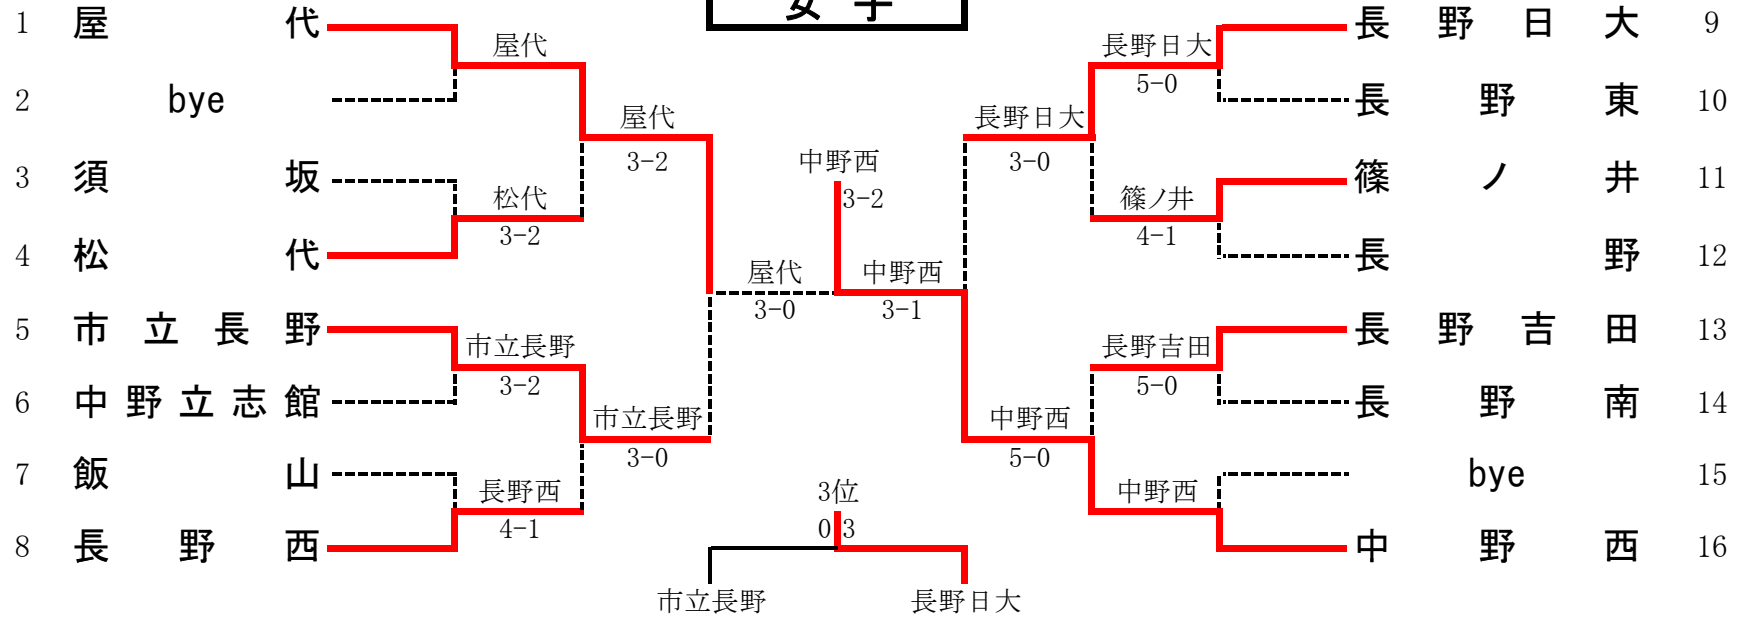 女子
1 屋代
2 bye
3 須坂
4 松代
5 市立長野
6 中野立志館
7 飯山
8 長野西
屋代
松代
3-2
市立長野
3-2
長野西
4-1
屋代
3-2
市立長野
3-0
屋代
3-0
中野西
3-2
中野西
3-1
長野日大
3-0
中野西
5-0
長野日大
5-0
篠ノ井
4-1
長野吉田
5-0
中野西
長野日大 9
長野東 10
篠ノ井 11
長野 12
長野吉田 13
長野南 14
bye 15
中野西 16
3位
0 3
市立長野 長野日大